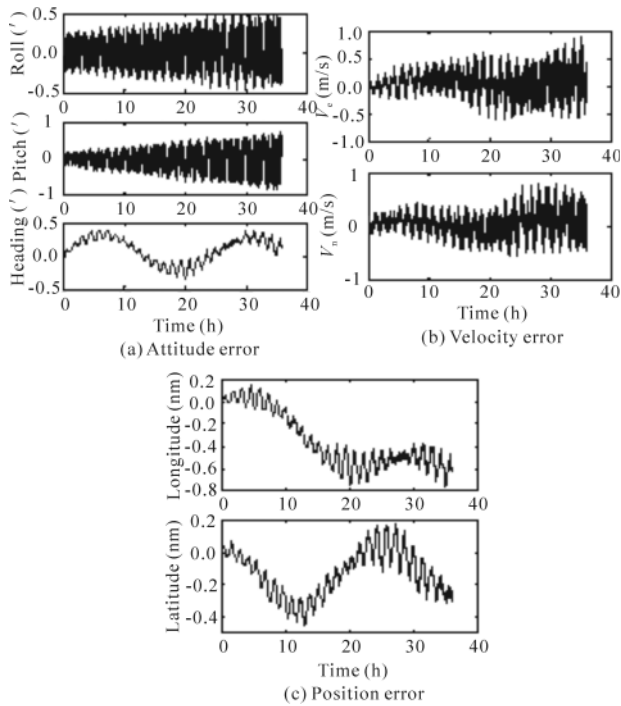 Roll (′)
0.5
0.0
-0.5
0 10 20 30 40
Pitch (′)
1
0
-1
0 10 20 30 40
Heading (′)
0.5
0.0
-0.5
0 10 20 30 40
Time (h)
(a) Attitude error
V_e (m/s)
1.0
0.5
0
-0.5
-1.0
0 10 20 30 40
V_n (m/s)
1
0
-1
0 10 20 30 40
Time (h)
(b) Velocity error
Longitude (nm)
0.2
0.0
-0.2
-0.4
-0.6
-0.8
0 10 20 30 40
Latitude (nm)
0.2
0.0
-0.2
-0.4
0 10 20 30 40
Time (h)
(c) Position error